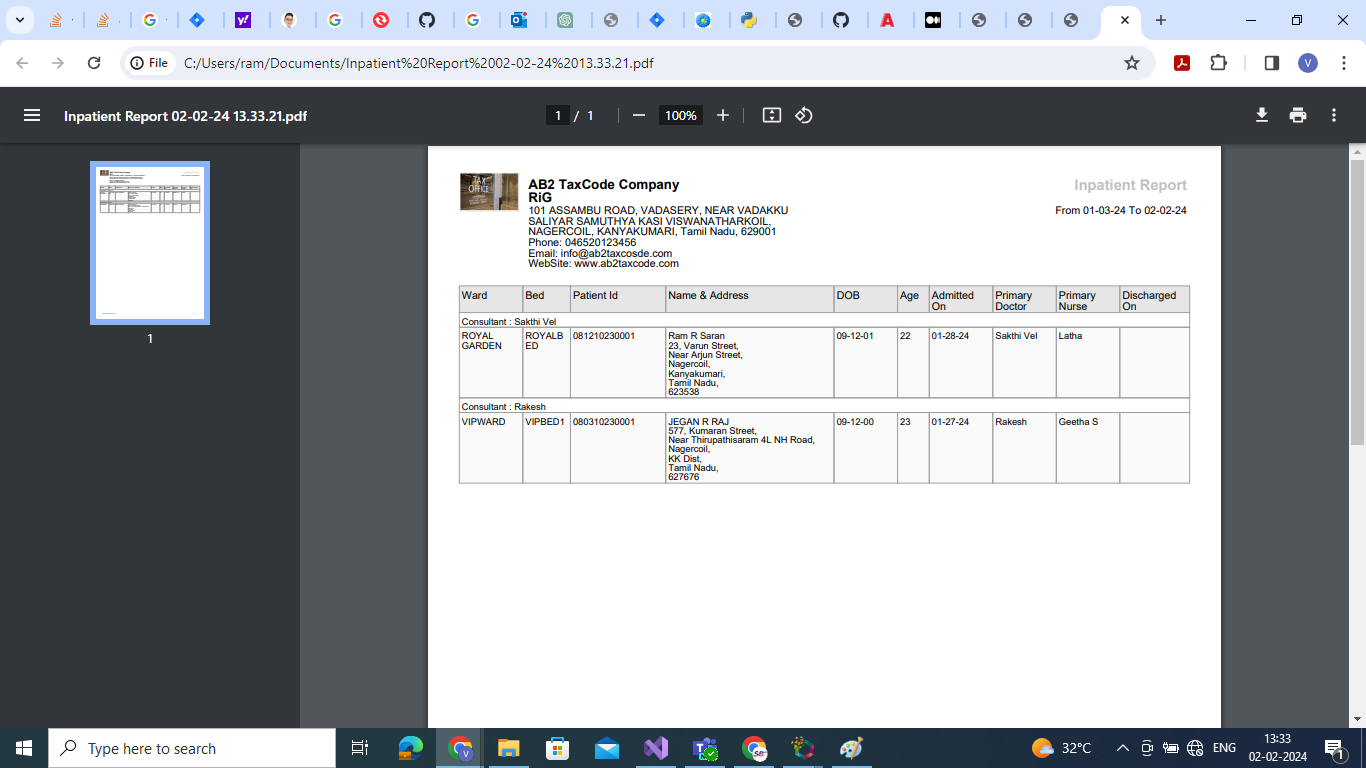 File
C:/Users/ram/Documents/Inpatient%20Report%2002-02-24%2013.33.21.pdf
V
Inpatient Report 02-02-24 13.33.21.pdf
1 / 1
100%
1
TAX
OFFICE
AB2 TaxCode Company
RiG
101 ASSAMBU ROAD, VADASERY, NEAR VADAKKU
SALIYAR SAMUTHYA KASI VISWANATHARKOIL,
NAGERCOIL, KANYAKUMARI, Tamil Nadu, 629001
Phone: 046520123456
Email: info@ab2taxcosde.com
WebSite: www.ab2taxcode.com
Inpatient Report
From 01-03-24 To 02-02-24
Ward Bed Patient Id Name & Address DOB Age Admitted On Primary Doctor Primary Nurse Discharged On
Consultant : Sakthi Vel
ROYAL GARDEN ROYALB ED 081210230001 Ram R Saran 09-12-01 22 01-28-24 Sakthi Vel Latha
23, Varun Street,
Near Arjun Street,
Nagercoil,
Kanyakumari,
Tamil Nadu,
623538
Consultant : Rakesh
VIPWARD VIPBED1 080310230001 JEGAN R RAJ 09-12-00 23 01-27-24 Rakesh Geetha S
577, Kumaran Street,
Near Thirupathisaram 4L NH Road,
Nagercoil,
KK Dist,
Tamil Nadu,
627676
Type here to search
32°C
ENG
13:33
02-02-2024
1